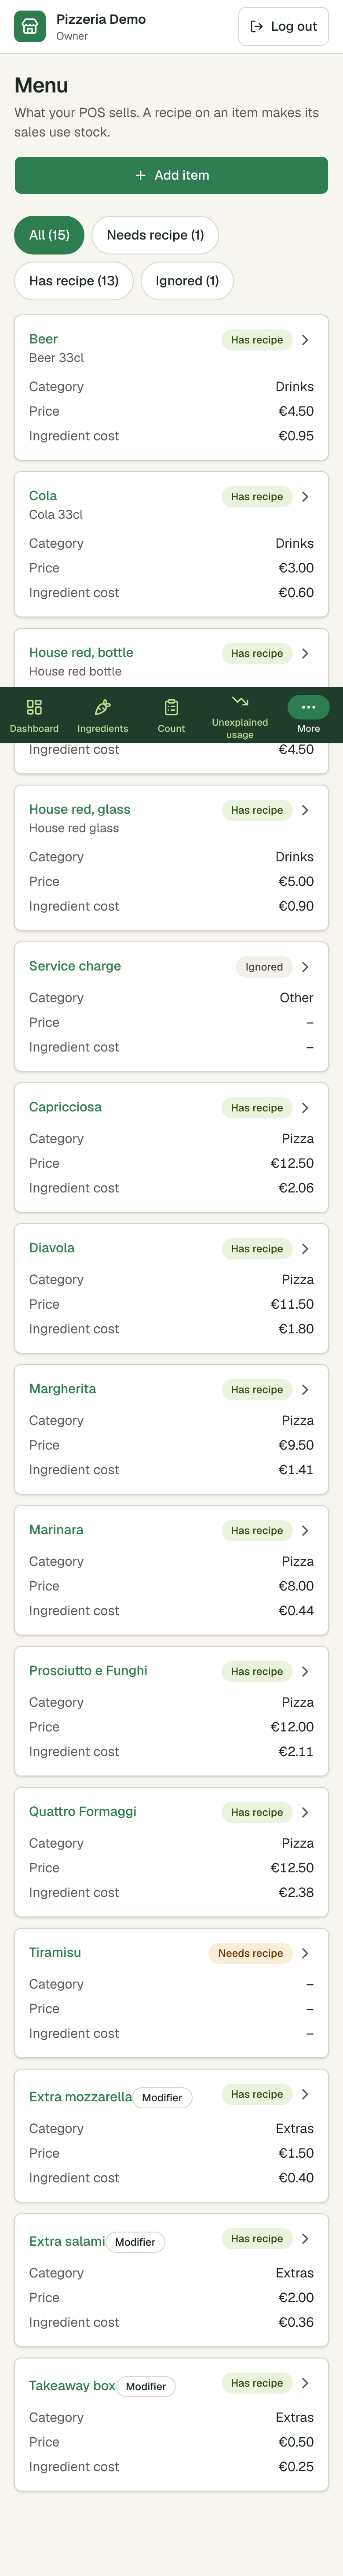 Pizzeria Demo
Owner
Log out
Menu
What your POS sells. A recipe on an item makes its
sales use stock.
+ Add item
All (15)
Needs recipe (1)
Has recipe (13)
Ignored (1)
Beer
Has recipe
Beer 33cl
Category
Drinks
Price
€4.50
Ingredient cost
€0.95
Cola
Has recipe
Cola 33cl
Category
Drinks
Price
€3.00
Ingredient cost
€0.60
House red, bottle
Has recipe
House red bottle
Dashboard
Ingredients
Count
Unexplained
usage
More
Ingredient cost
€4.50
House red, glass
Has recipe
House red glass
Category
Drinks
Price
€5.00
Ingredient cost
€0.90
Service charge
Ignored
Category
Other
Price
–
Ingredient cost
–
Capricciosa
Has recipe
Category
Pizza
Price
€12.50
Ingredient cost
€2.06
Diavola
Has recipe
Category
Pizza
Price
€11.50
Ingredient cost
€1.80
Margherita
Has recipe
Category
Pizza
Price
€9.50
Ingredient cost
€1.41
Marinara
Has recipe
Category
Pizza
Price
€8.00
Ingredient cost
€0.44
Prosciutto e Funghi
Has recipe
Category
Pizza
Price
€12.00
Ingredient cost
€2.11
Quattro Formaggi
Has recipe
Category
Pizza
Price
€12.50
Ingredient cost
€2.38
Tiramisu
Needs recipe
Category
–
Price
–
Ingredient cost
–
Extra mozzarella
Modifier
Has recipe
Category
Extras
Price
€1.50
Ingredient cost
€0.40
Extra salami
Modifier
Has recipe
Category
Extras
Price
€2.00
Ingredient cost
€0.36
Takeaway box
Modifier
Has recipe
Category
Extras
Price
€0.50
Ingredient cost
€0.25